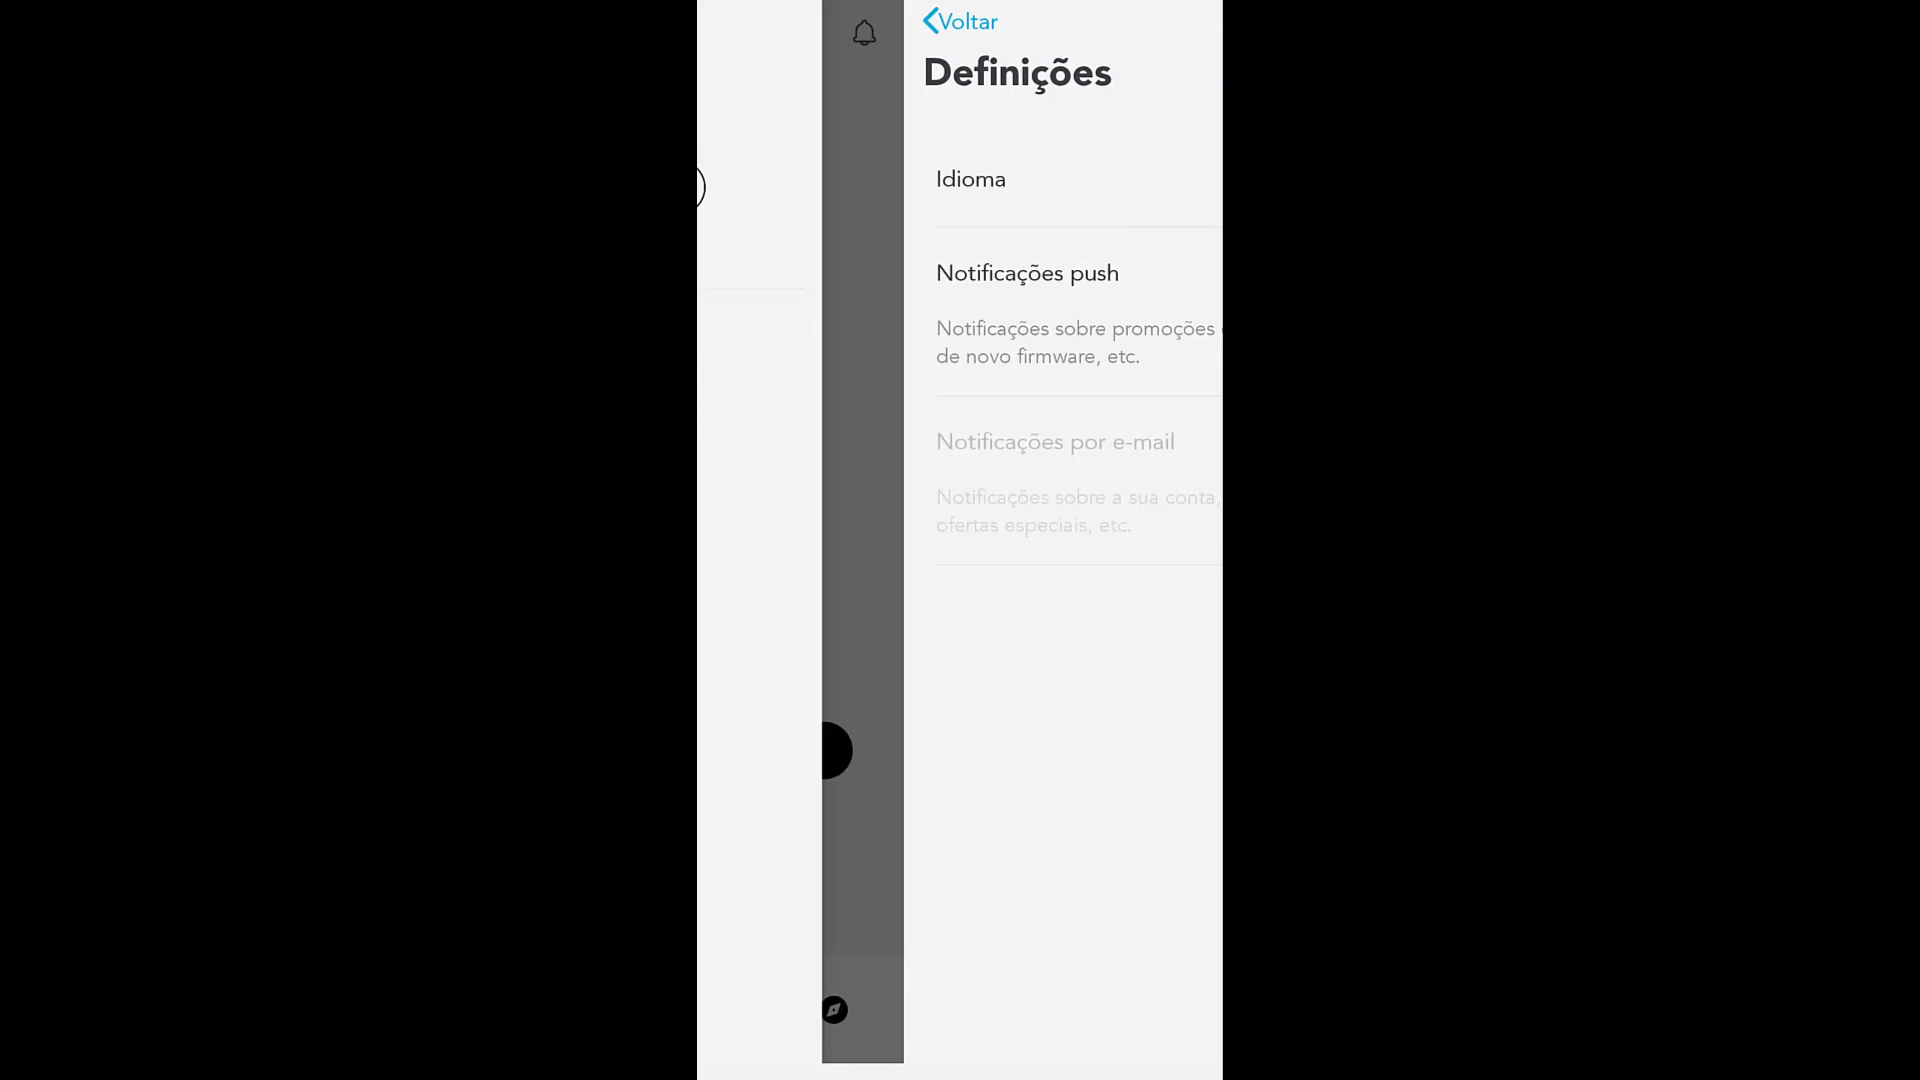 Voltar
Definições
Idioma
Notificações push
Notificações sobre promoções
de novo firmware, etc.
Notificações por e-mail
Notificações sobre a sua conta,
ofertas especiais, etc.